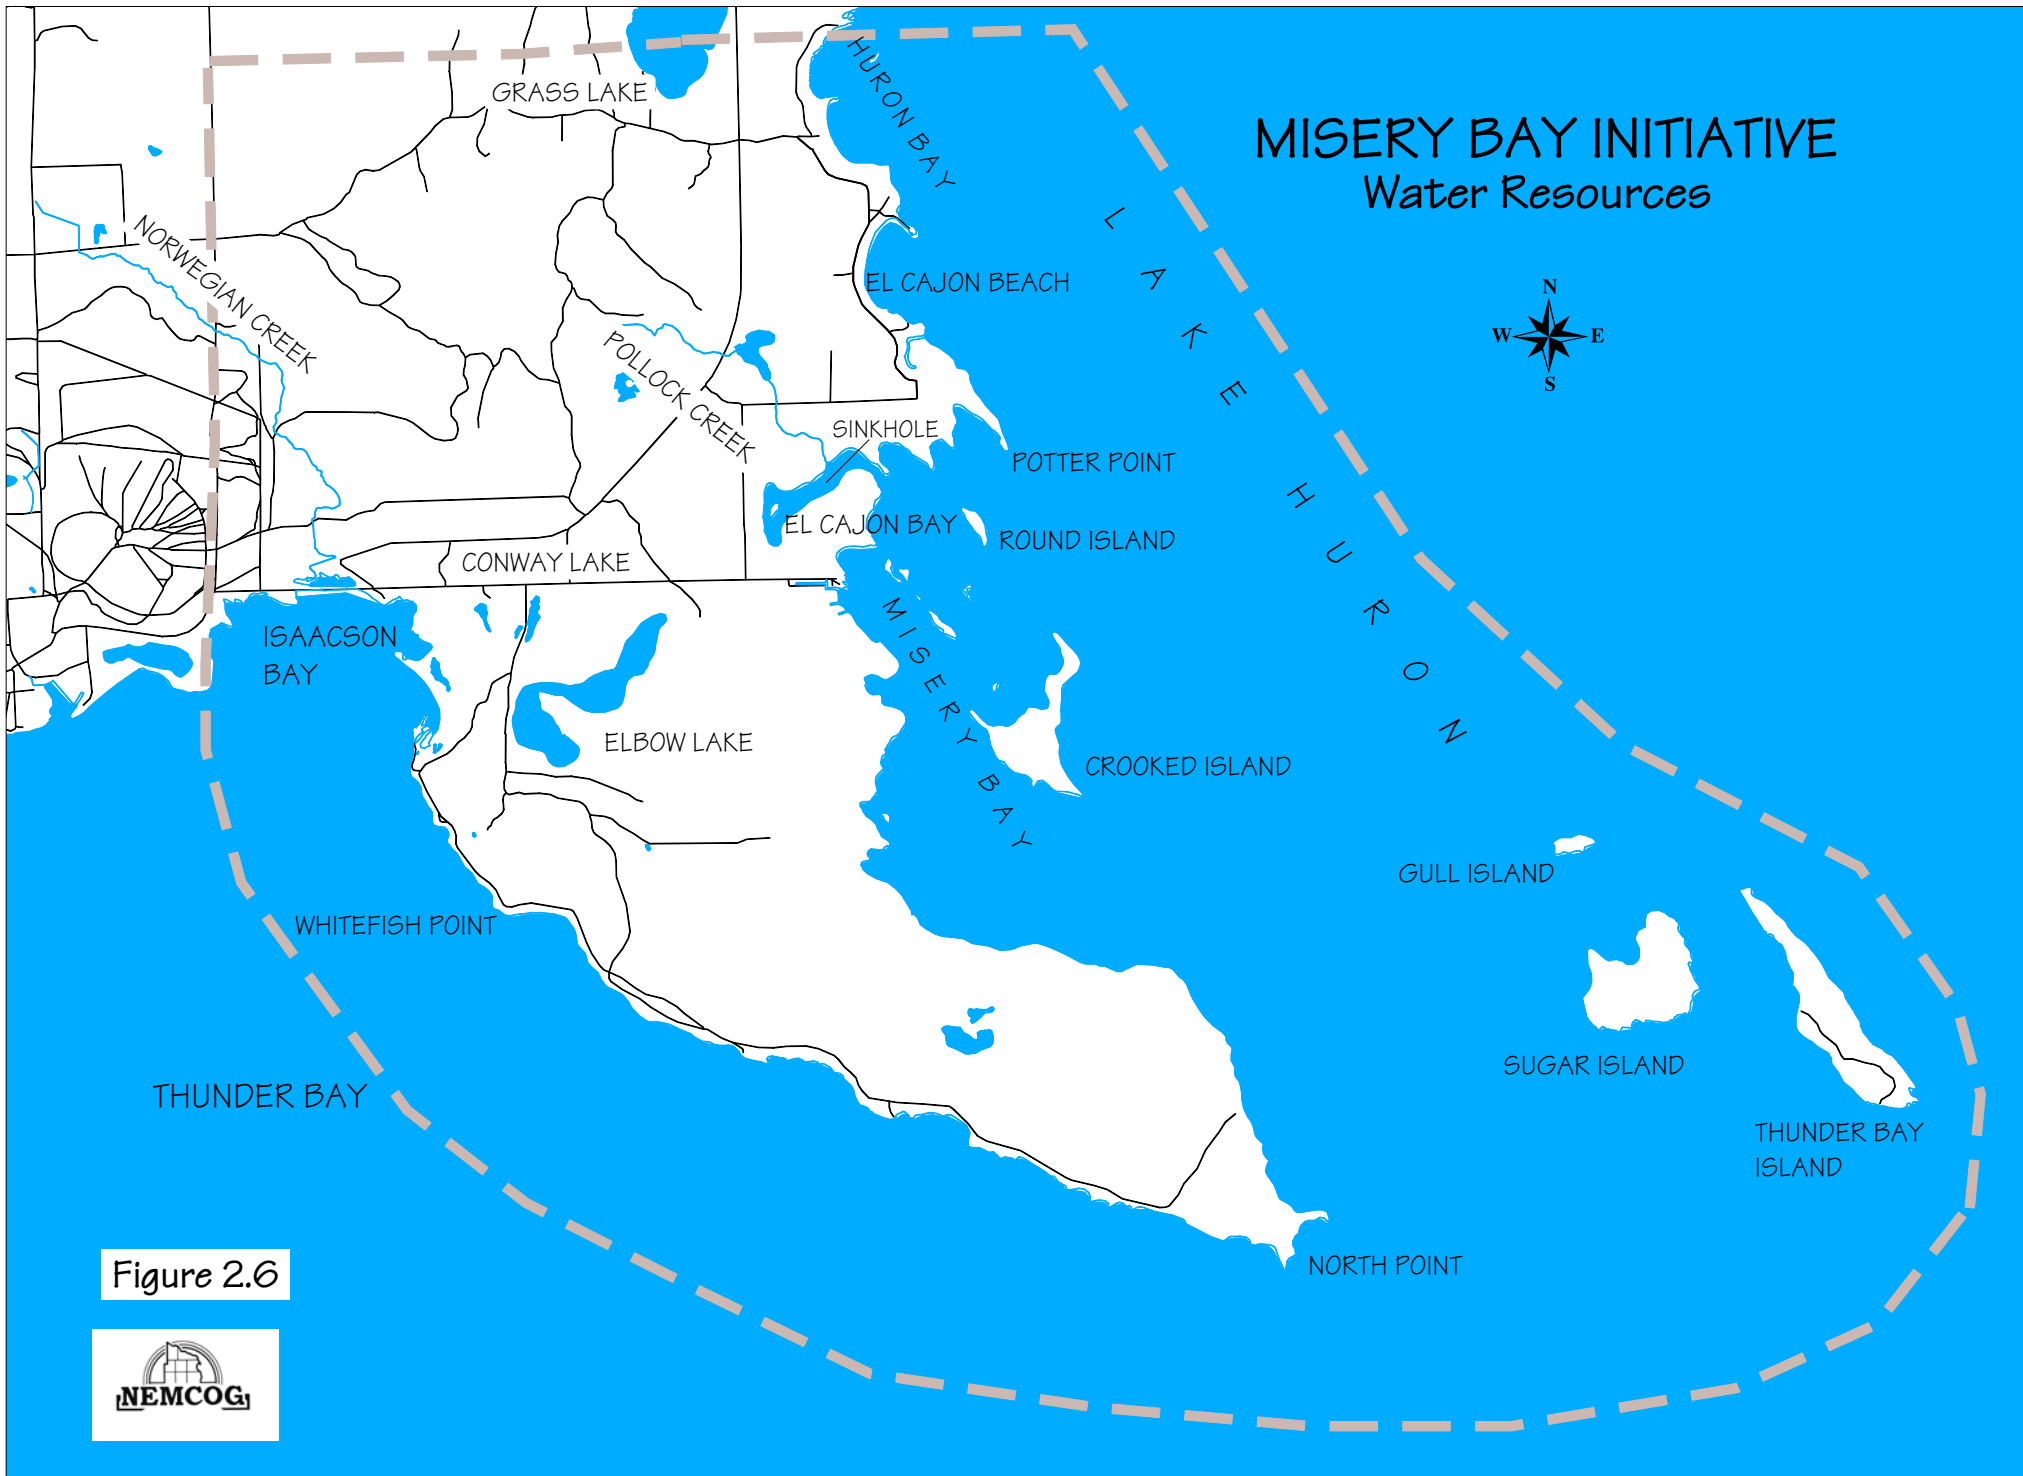 MISERY BAY INITIATIVE
Water Resources
N
W
E
S
GRASS LAKE
HURON BAY
NORWEGIAN CREEK
EL CAJON BEACH
LAKE HURON
POLLOCK CREEK
SINKHOLE
POTTER POINT
EL CAJON BAY
ROUND ISLAND
CONWAY LAKE
ISAACSON
BAY
MISERY BAY
ELBOW LAKE
CROOKED ISLAND
GULL ISLAND
WHITEFISH POINT
SUGAR ISLAND
THUNDER BAY
THUNDER BAY
ISLAND
NORTH POINT
Figure 2.6
NEMCOG